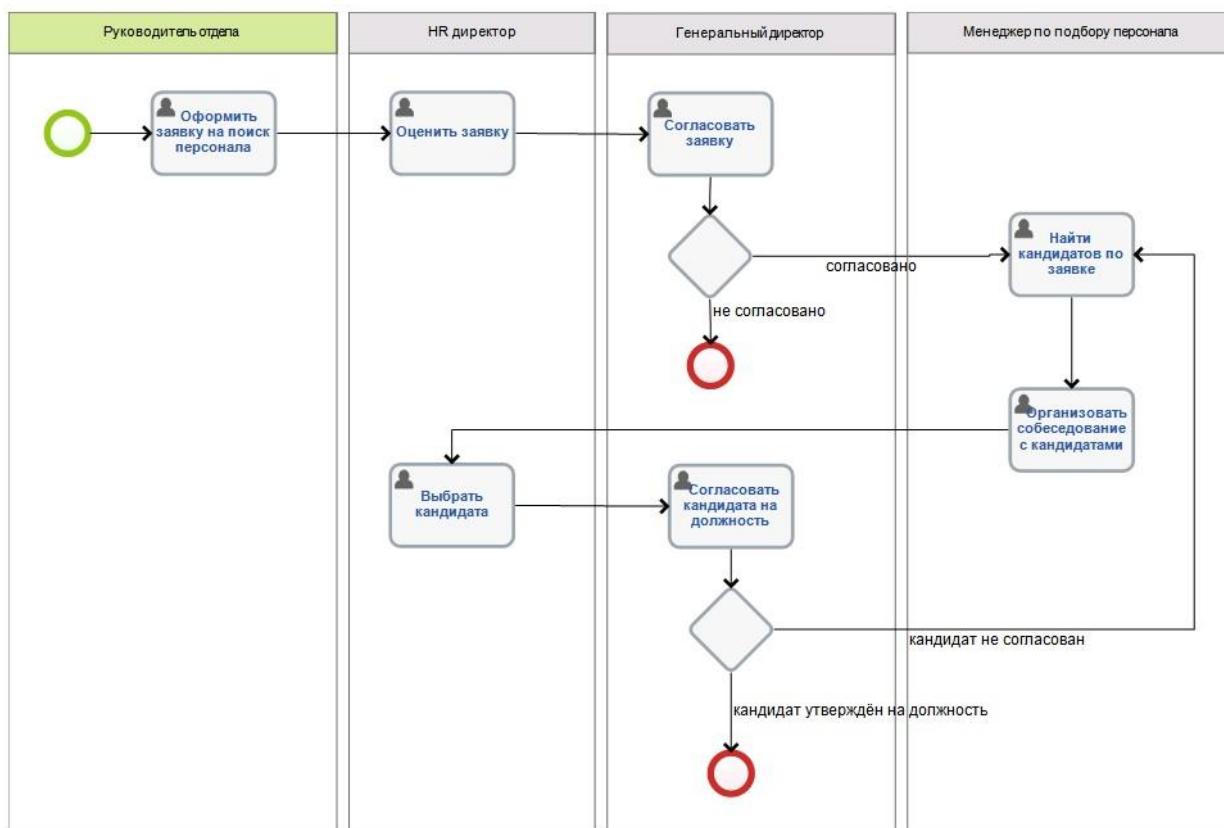 Руководитель отдела
HR директор
Генеральный директор
Менеджер по подбору персонала
Оформить
заявку на поиск
персонала
Оценить заявку
Согласовать
заявку
Найти
кандидатов по
заявке
согласовано
не согласовано
Организовать
собеседование
с кандидатами
Выбрать
кандидата
Согласовать
кандидата на
должность
кандидат не согласован
кандидат утверждён на должность